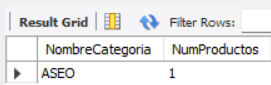 Result Grid Filter Rows:
NombreCategoria NumProductos
ASEO 1